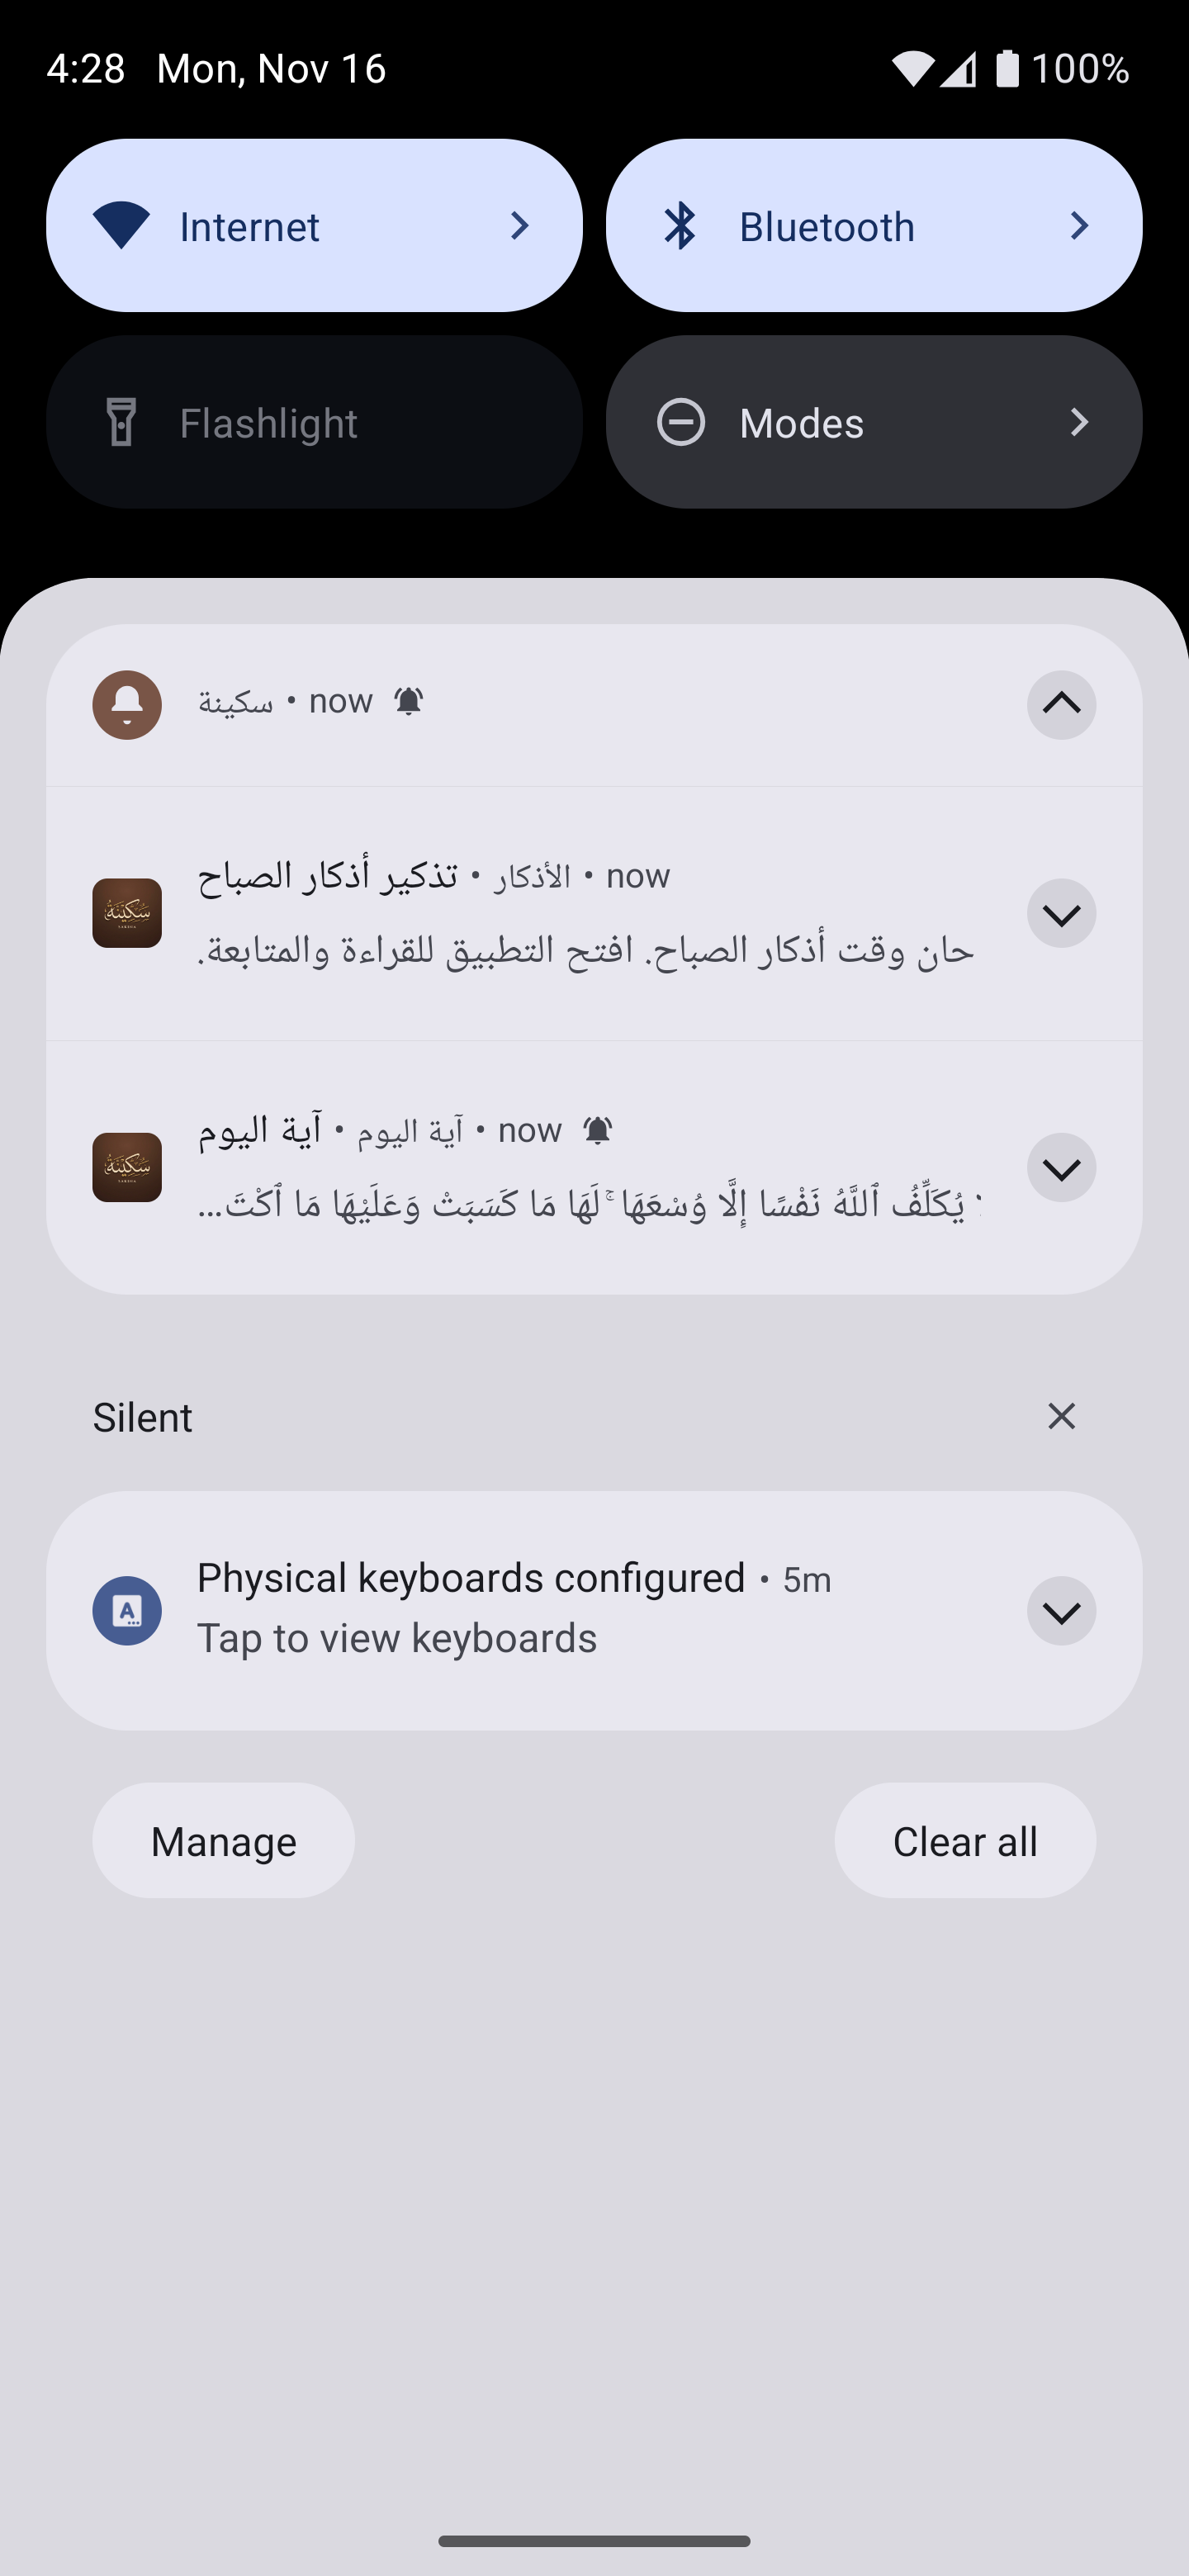 4:28 Mon, Nov 16 100%
Internet
Bluetooth
Flashlight
Modes
سكينة • now
تذكير أذكار الصباح • الأذكار • now
حان وقت أذكار الصباح. افتح التطبيق للقراءة والمتابعة.
آية اليوم • آية اليوم • now
يُكَلِّفُ ٱللَّهُ نَفْسًا إِلَّا وُسْعَهَا ۚ لَهَا مَا كَسَبَتْ وَعَلَيْهَا مَا ٱكْتَ...
Silent
Physical keyboards configured • 5m
Tap to view keyboards
Manage
Clear all